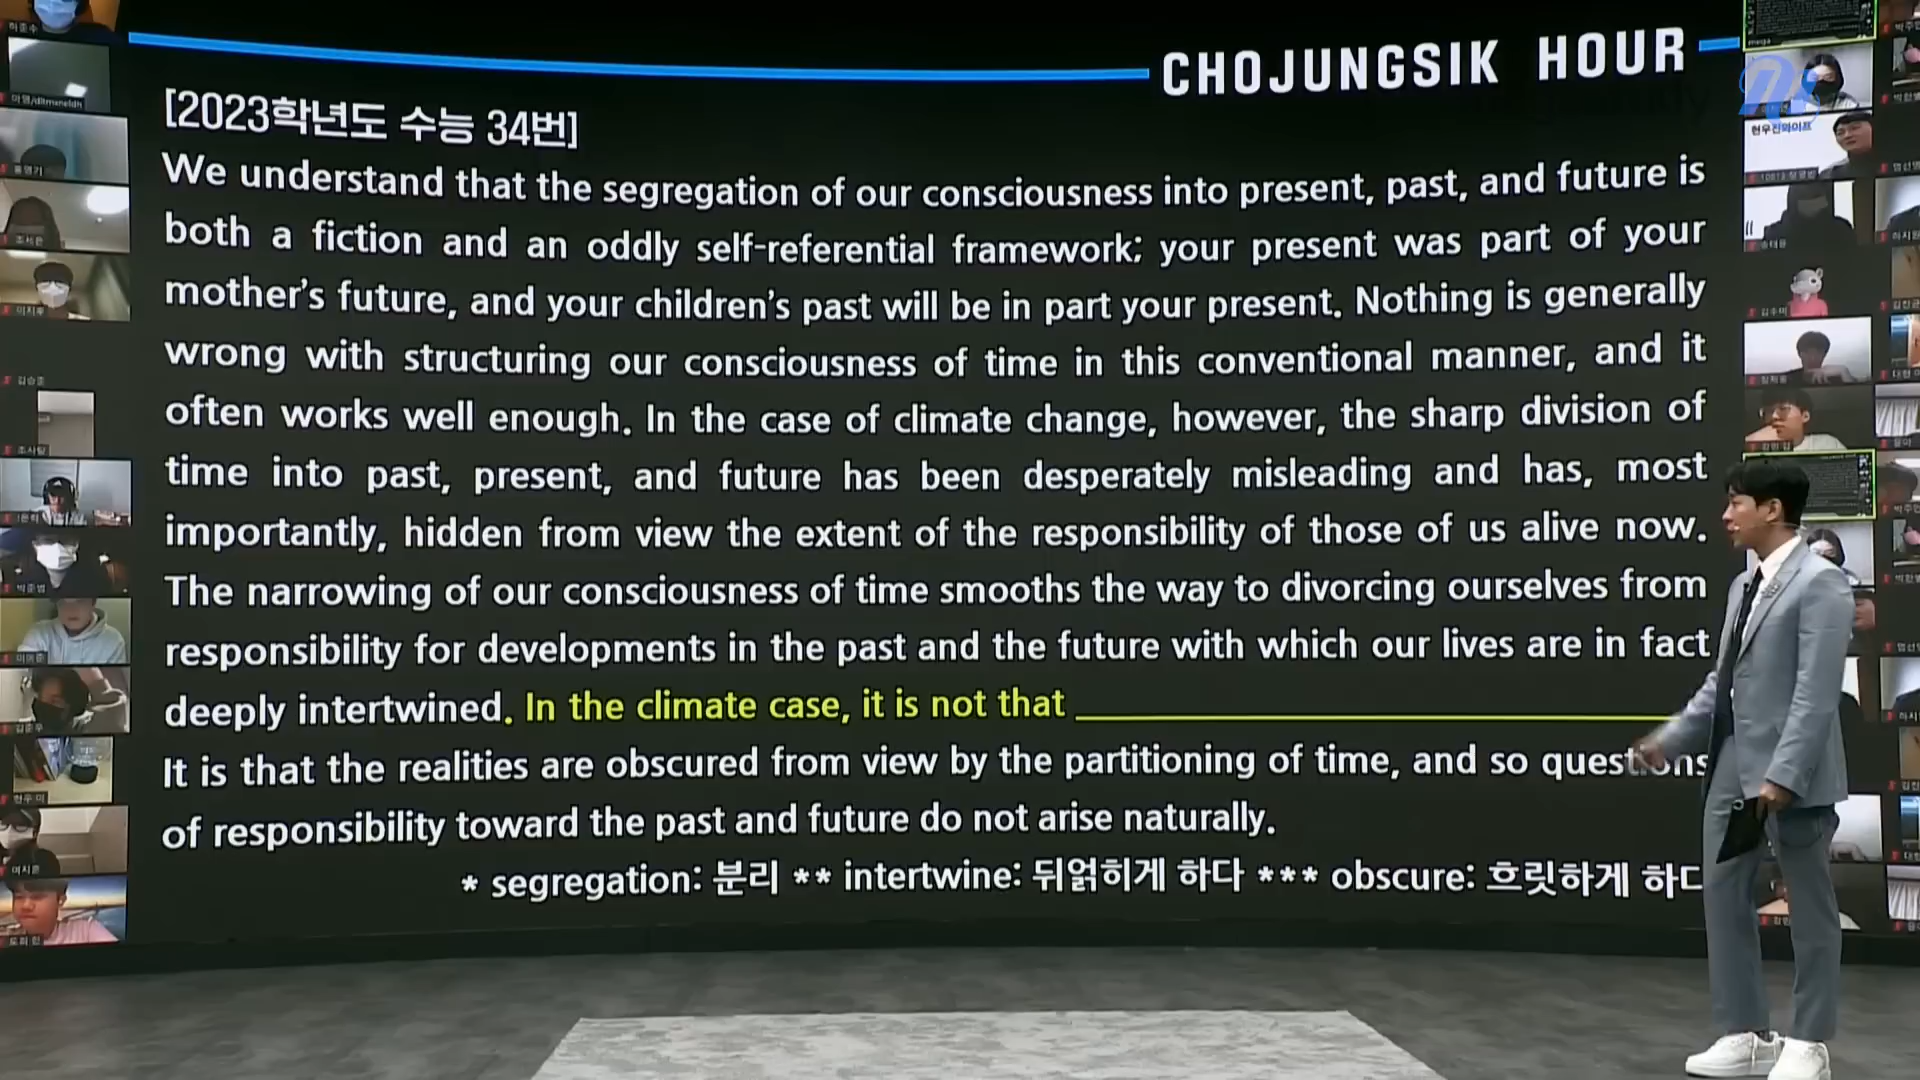 CHOJUNGSIK HOUR
[2023학년도 수능 34번]
We understand that the segregation of our consciousness into present, past, and future is
both a fiction and an oddly self-referential framework; your present was part of your
mother's future, and your children's past will be in part your present. Nothing is generally
wrong with structuring our consciousness of time in this conventional manner, and it
often works well enough. In the case of climate change, however, the sharp division of
time into past, present, and future has been desperately misleading and has, most
importantly, hidden from view the extent of the responsibility of those of us alive now.
The narrowing of our consciousness of time smooths the way to divorcing ourselves from
responsibility for developments in the past and the future with which our lives are in fact
deeply intertwined. In the climate case, it is not that
It is that the realities are obscured from view by the partitioning of time, and so questions
of responsibility toward the past and future do not arise naturally.
* segregation: 분리 ** intertwine: 뒤얽히게 하다 *** obscure: 흐릿하게 하다
현우진와이프